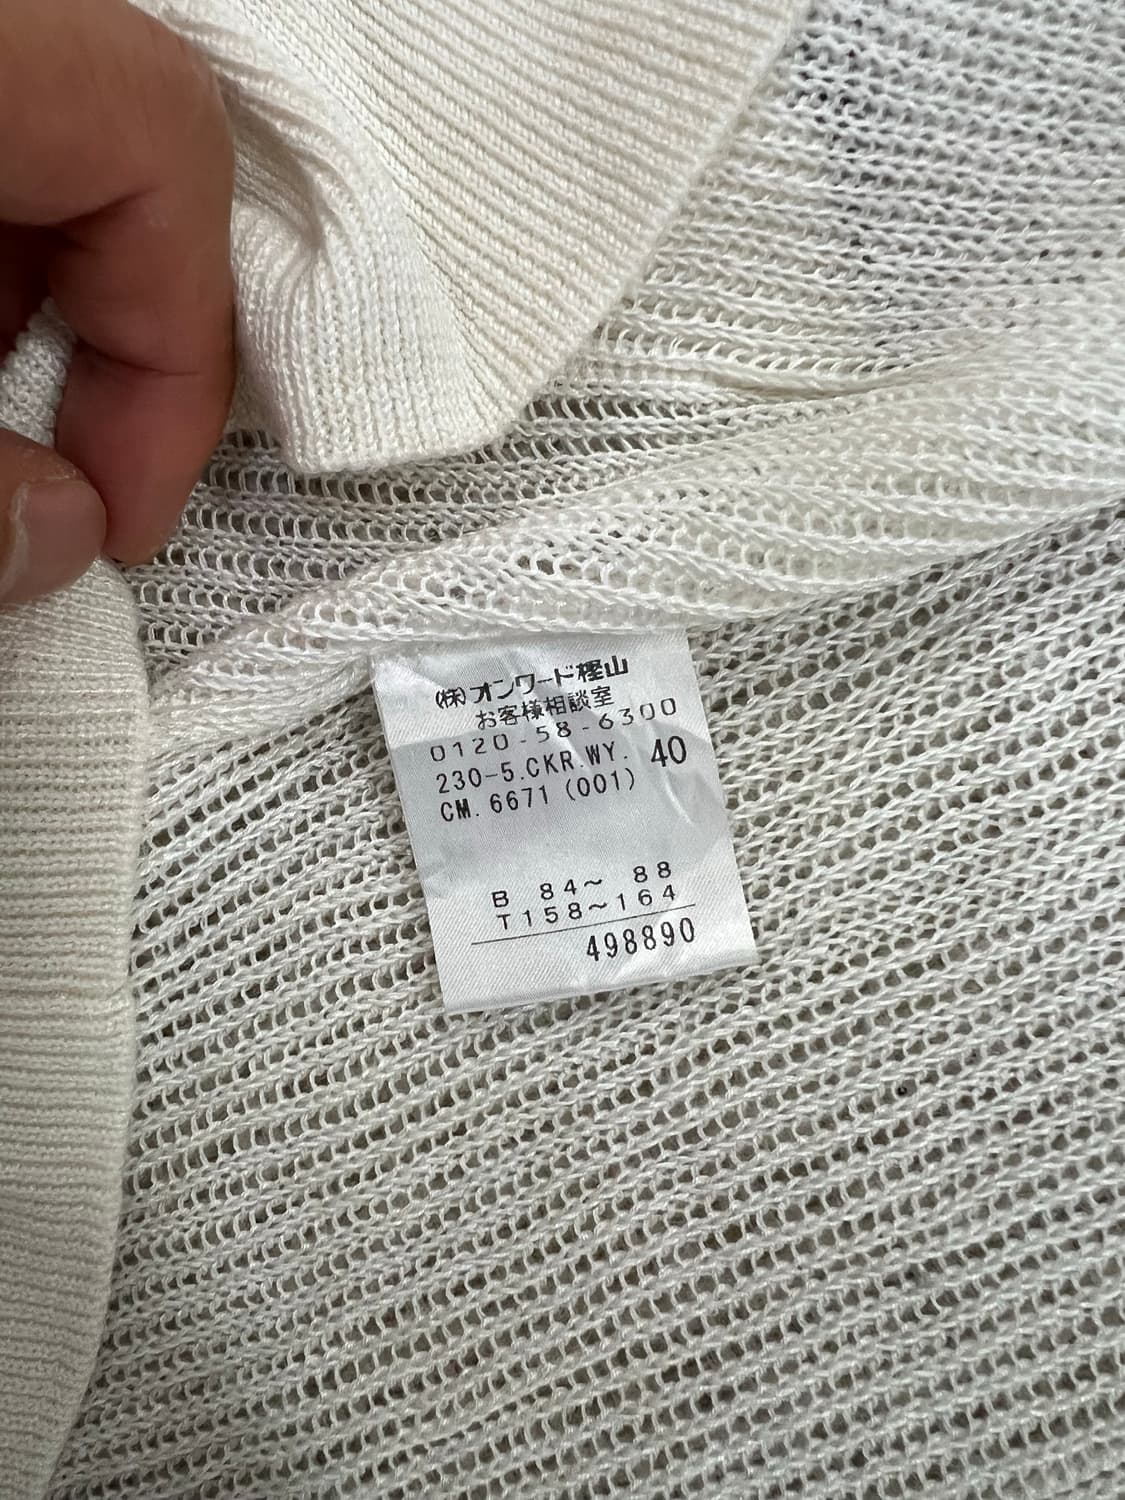 (株)オンワード樫山
お客様相談室
0120-58-6300
230-5.CKR.WY. 40
CM.6671(001)
B 84～ 88
T158～164
498890